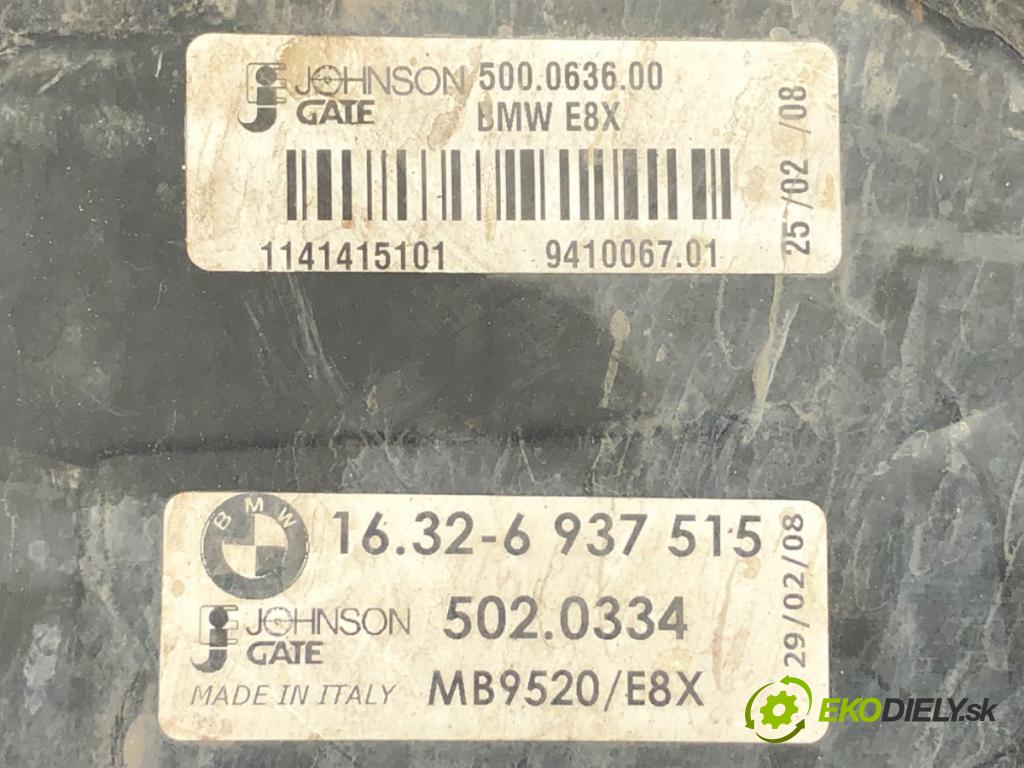 JOHNSON 500.0636.00
GATE BMW E8X
25/02/08
1141415101 9410067.01
BMW
16.32-6 937 515
JOHNSON 502.0334
GATE
MADE IN ITALY MB9520/E8X
29/02/08
EKODIELY.sk